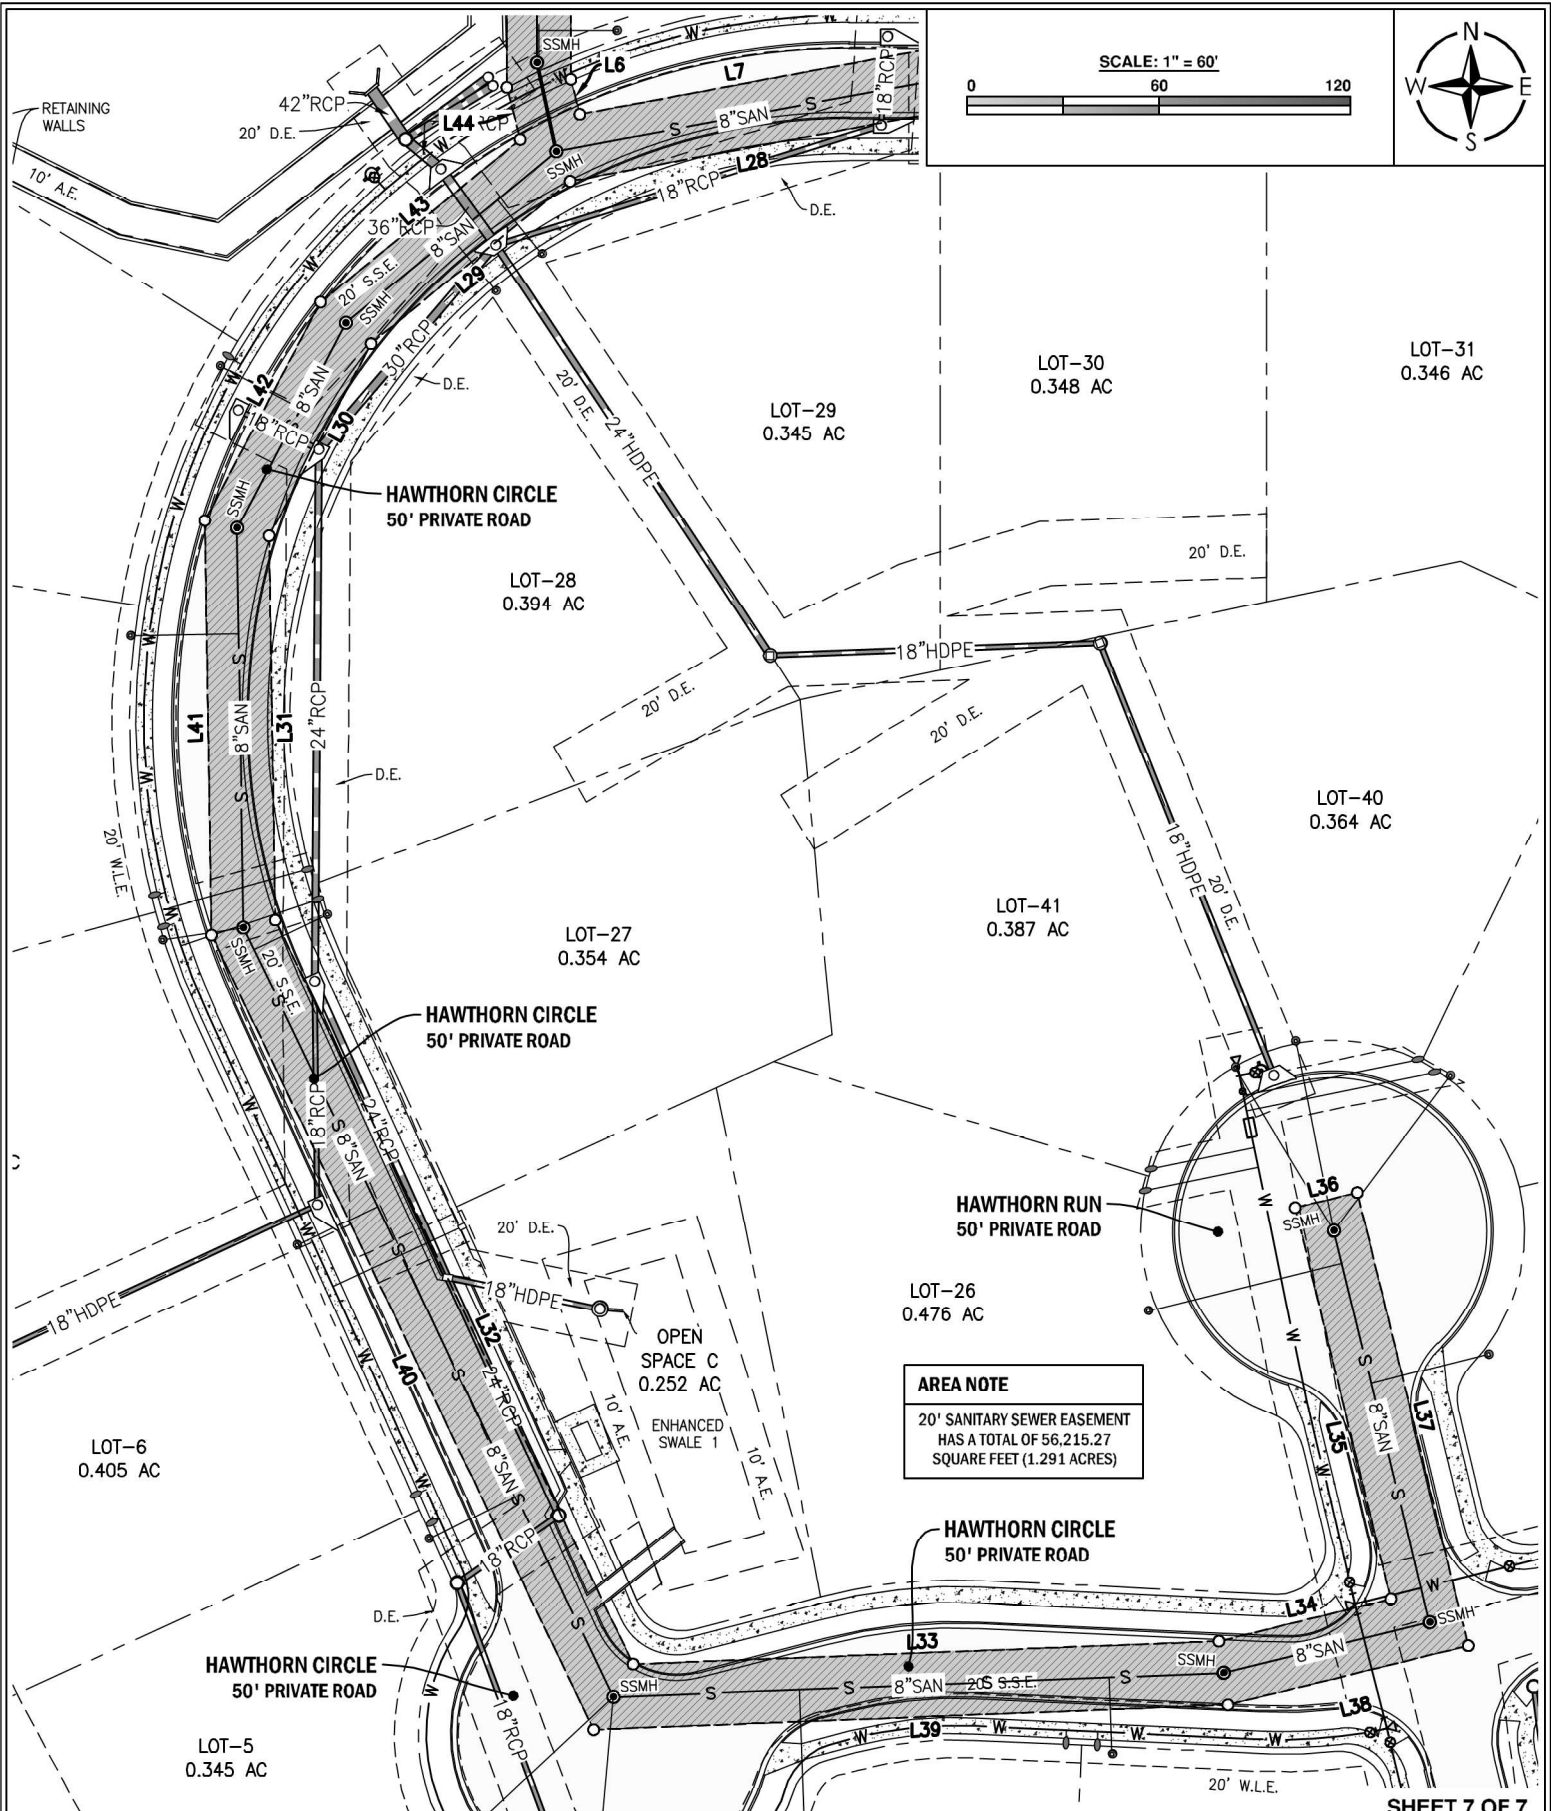 SCALE: 1" = 60'
0 60 120
N
W E
S
RETAINING
WALLS
10' A.E.
42"RCP
20' D.E.
L44
SSMH
L6
L7
W
S
8"SAN
18"RCP
SSMH
L28
18"RCP
D.E.
L43
36"RCP
8"SAN
L29
20' S.S.E.
SSMH
30"RCP
D.E.
W
W
L42
8"SAN
18"RCP
L30
20' D.E.
24"HDPE
LOT-29
0.345 AC
LOT-30
0.348 AC
LOT-31
0.346 AC
HAWTHORN CIRCLE
50' PRIVATE ROAD
SSMH
W
20' D.E.
LOT-28
0.394 AC
W
S
18"HDPE
L41
8"SAN
L31
24"RCP
20' D.E.
20' D.E.
D.E.
W
S
LOT-40
0.364 AC
20' W.L.E.
18"HDPE
20' D.E.
W
LOT-27
0.354 AC
LOT-41
0.387 AC
SSMH
20' S.S.E.
S
HAWTHORN CIRCLE
50' PRIVATE ROAD
W
18"RCP
S
8"SAN
24"RCP
L36
SSMH
W
HAWTHORN RUN
50' PRIVATE ROAD
W
S
20' D.E.
18"HDPE
18"HDPE
LOT-26
0.476 AC
L32
OPEN
SPACE C
0.252 AC
W
L40
S
W
S
24"RCP
10' A.E.
ENHANCED
SWALE 1
10' A.E.
AREA NOTE
20' SANITARY SEWER EASEMENT
HAS A TOTAL OF 56,215.27
SQUARE FEET (1.291 ACRES)
L35
8"SAN
L37
W
S
LOT-6
0.405 AC
8"SAN
S
W
18"RCP
HAWTHORN CIRCLE
50' PRIVATE ROAD
D.E.
S
L34
W
SSMH
L33
8"SAN
HAWTHORN CIRCLE
50' PRIVATE ROAD
SSMH
SSMH
S
S
8"SAN
20' S.S.E.
S
S
W
18"RCP
L38
L39
W
W
W
W
LOT-5
0.345 AC
20' W.L.E.
SHEET 7 OF 7